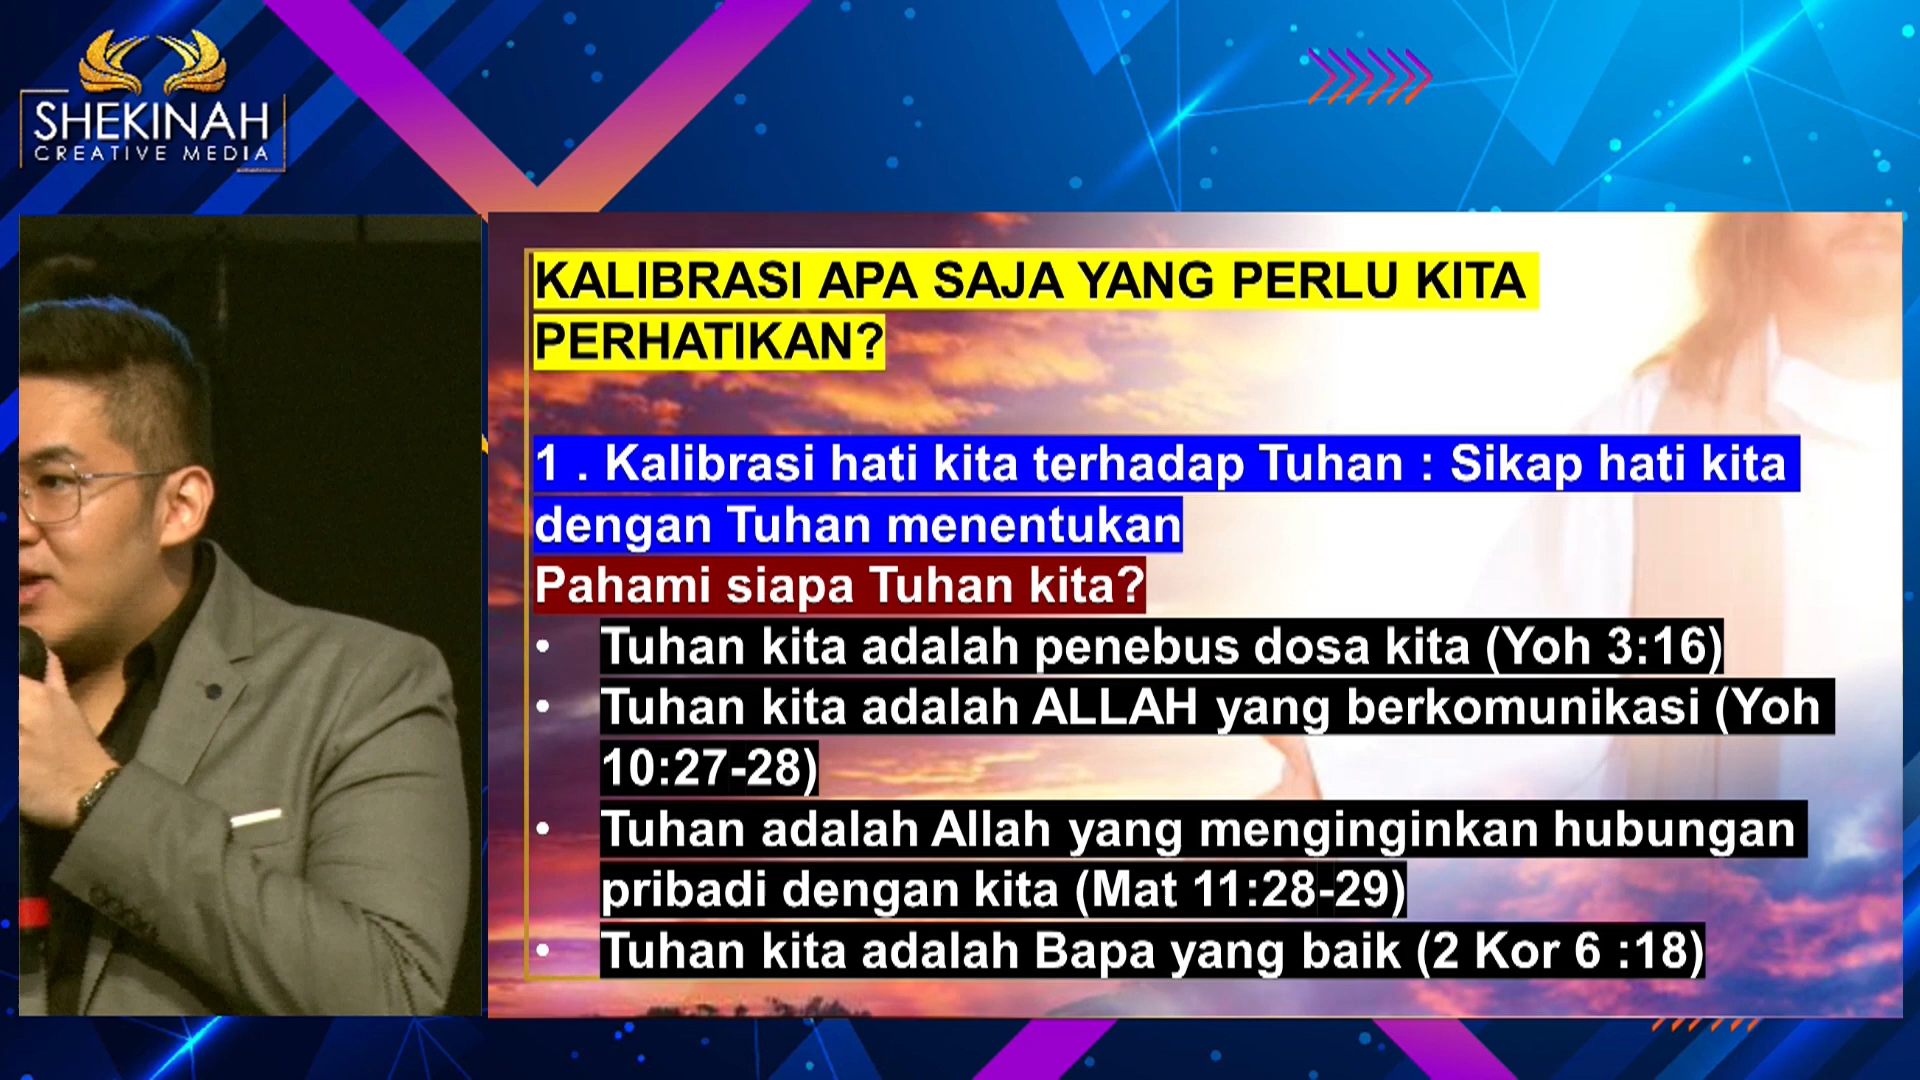 SHEKINAH
CREATIVE MEDIA
KALIBRASI APA SAJA YANG PERLU KITA
PERHATIKAN?
1 . Kalibrasi hati kita terhadap Tuhan : Sikap hati kita
dengan Tuhan menentukan
Pahami siapa Tuhan kita?
• Tuhan kita adalah penebus dosa kita (Yoh 3:16)
• Tuhan kita adalah ALLAH yang berkomunikasi (Yoh
10:27-28)
• Tuhan adalah Allah yang menginginkan hubungan
pribadi dengan kita (Mat 11:28-29)
• Tuhan kita adalah Bapa yang baik (2 Kor 6 :18)